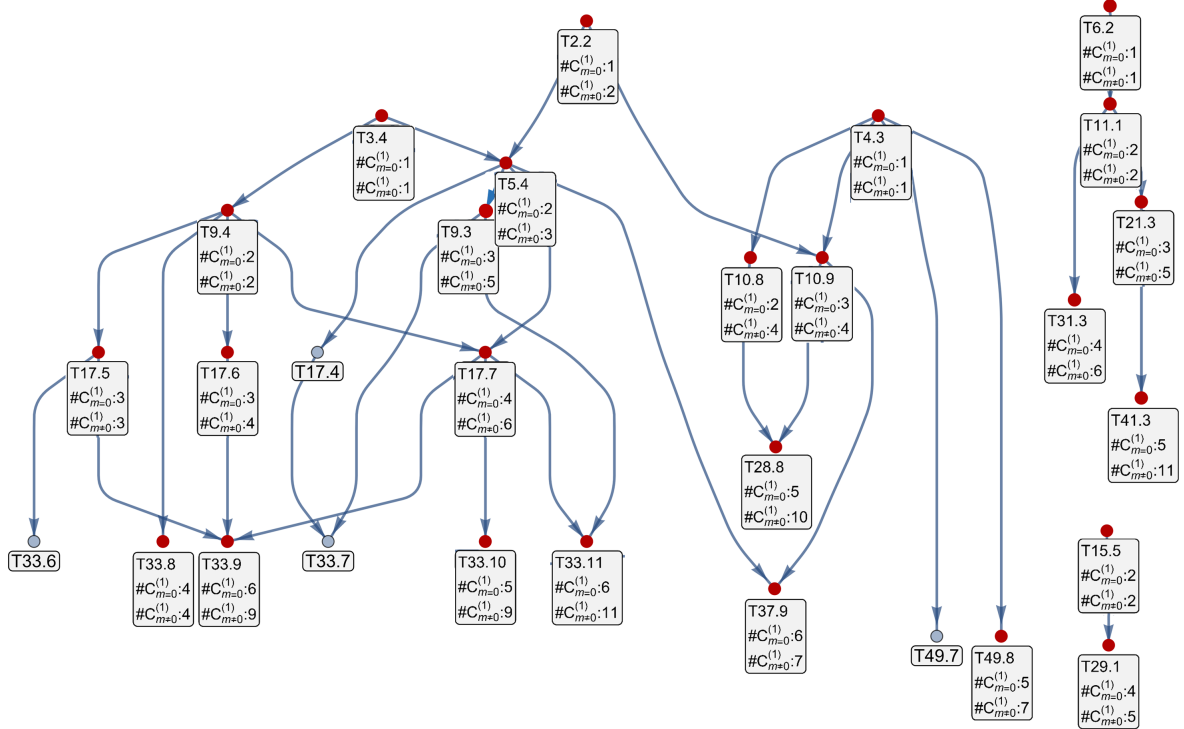 T2.2
#C^{(1)}_{m=0}:1
#C^{(1)}_{m≠0}:2
T6.2
#C^{(1)}_{m=0}:1
#C^{(1)}_{m≠0}:1
T3.4
#C^{(1)}_{m=0}:1
#C^{(1)}_{m≠0}:1
T4.3
#C^{(1)}_{m=0}:1
#C^{(1)}_{m≠0}:1
T11.1
#C^{(1)}_{m=0}:2
#C^{(1)}_{m≠0}:2
T5.4
#C^{(1)}_{m=0}:2
#C^{(1)}_{m≠0}:3
T9.4
#C^{(1)}_{m=0}:2
#C^{(1)}_{m≠0}:2
T9.3
#C^{(1)}_{m=0}:3
#C^{(1)}_{m≠0}:5
T21.3
#C^{(1)}_{m=0}:3
#C^{(1)}_{m≠0}:5
T10.8
#C^{(1)}_{m=0}:2
#C^{(1)}_{m≠0}:4
T10.9
#C^{(1)}_{m=0}:3
#C^{(1)}_{m≠0}:4
T31.3
#C^{(1)}_{m=0}:4
#C^{(1)}_{m≠0}:6
T17.5
#C^{(1)}_{m=0}:3
#C^{(1)}_{m≠0}:3
T17.6
#C^{(1)}_{m=0}:3
#C^{(1)}_{m≠0}:4
T17.4
T17.7
#C^{(1)}_{m=0}:4
#C^{(1)}_{m≠0}:6
T41.3
#C^{(1)}_{m=0}:5
#C^{(1)}_{m≠0}:11
T28.8
#C^{(1)}_{m=0}:5
#C^{(1)}_{m≠0}:10
T33.6
T33.8
#C^{(1)}_{m=0}:4
#C^{(1)}_{m≠0}:4
T33.9
#C^{(1)}_{m=0}:6
#C^{(1)}_{m≠0}:9
T33.7
T33.10
#C^{(1)}_{m=0}:5
#C^{(1)}_{m≠0}:9
T33.11
#C^{(1)}_{m=0}:6
#C^{(1)}_{m≠0}:11
T15.5
#C^{(1)}_{m=0}:2
#C^{(1)}_{m≠0}:2
T37.9
#C^{(1)}_{m=0}:6
#C^{(1)}_{m≠0}:7
T49.7
T49.8
#C^{(1)}_{m=0}:5
#C^{(1)}_{m≠0}:7
T29.1
#C^{(1)}_{m=0}:4
#C^{(1)}_{m≠0}:5